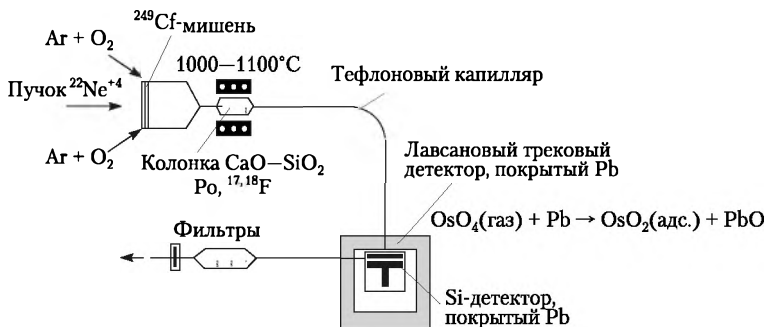 ²⁴⁹Cf-мишень
Ar + O₂
1000—1100°C
Тефлоновый капилляр
Пучок ²²Ne⁺⁴
Ar + O₂
Колонка CaO—SiO₂
Po, ¹⁷,¹⁸F
Лавсановый трековый
детектор, покрытый Pb
OsO₄(газ) + Pb → OsO₂(адс.) + PbO
Фильтры
Si-детектор,
покрытый Pb